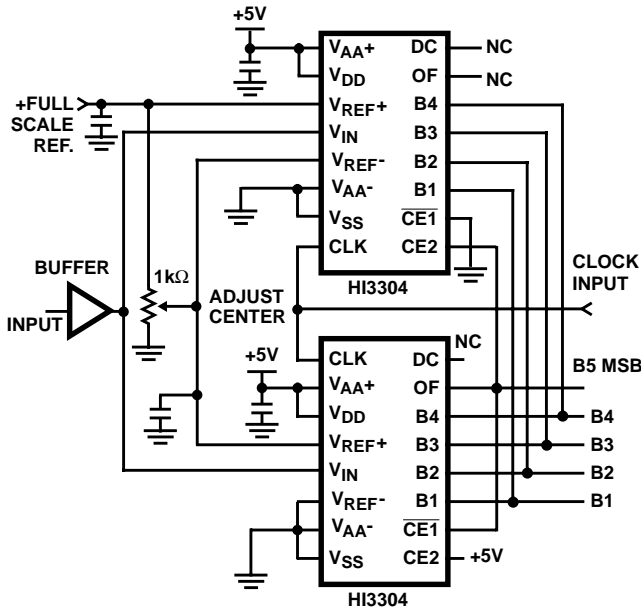 +5V
VAA+ DC NC
VDD OF NC
+FULL SCALE REF.
VREF+ B4
VIN B3
VREF- B2
VAA- B1
VSS CE1
CLK CE2
HI3304
BUFFER
1kΩ
INPUT
ADJUST CENTER
CLOCK INPUT
+5V
NC
CLK DC
B5 MSB
VAA+ OF
VDD B4 B4
VREF+ B3 B3
VIN B2 B2
VREF- B1 B1
VAA- CE1
VSS CE2 +5V
HI3304